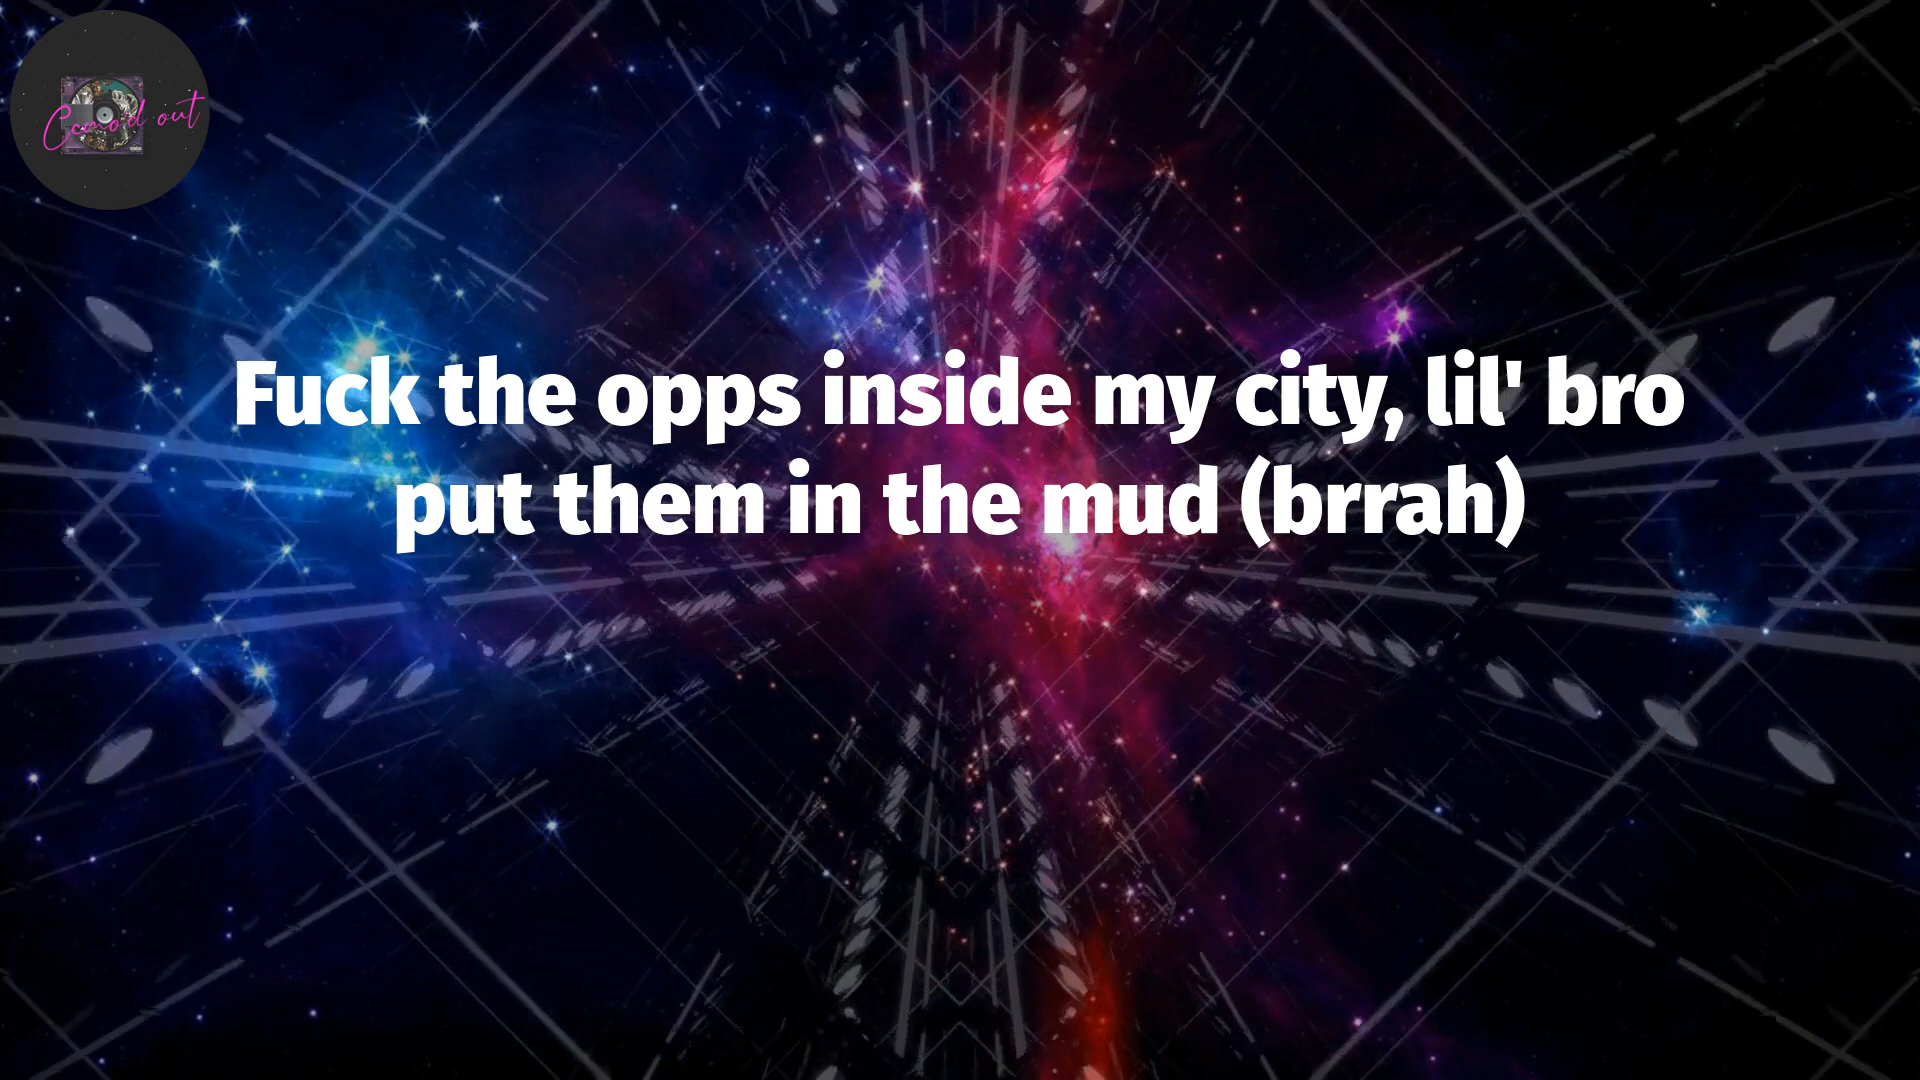 Fuck the opps inside my city, lil' bro
put them in the mud (brrah)